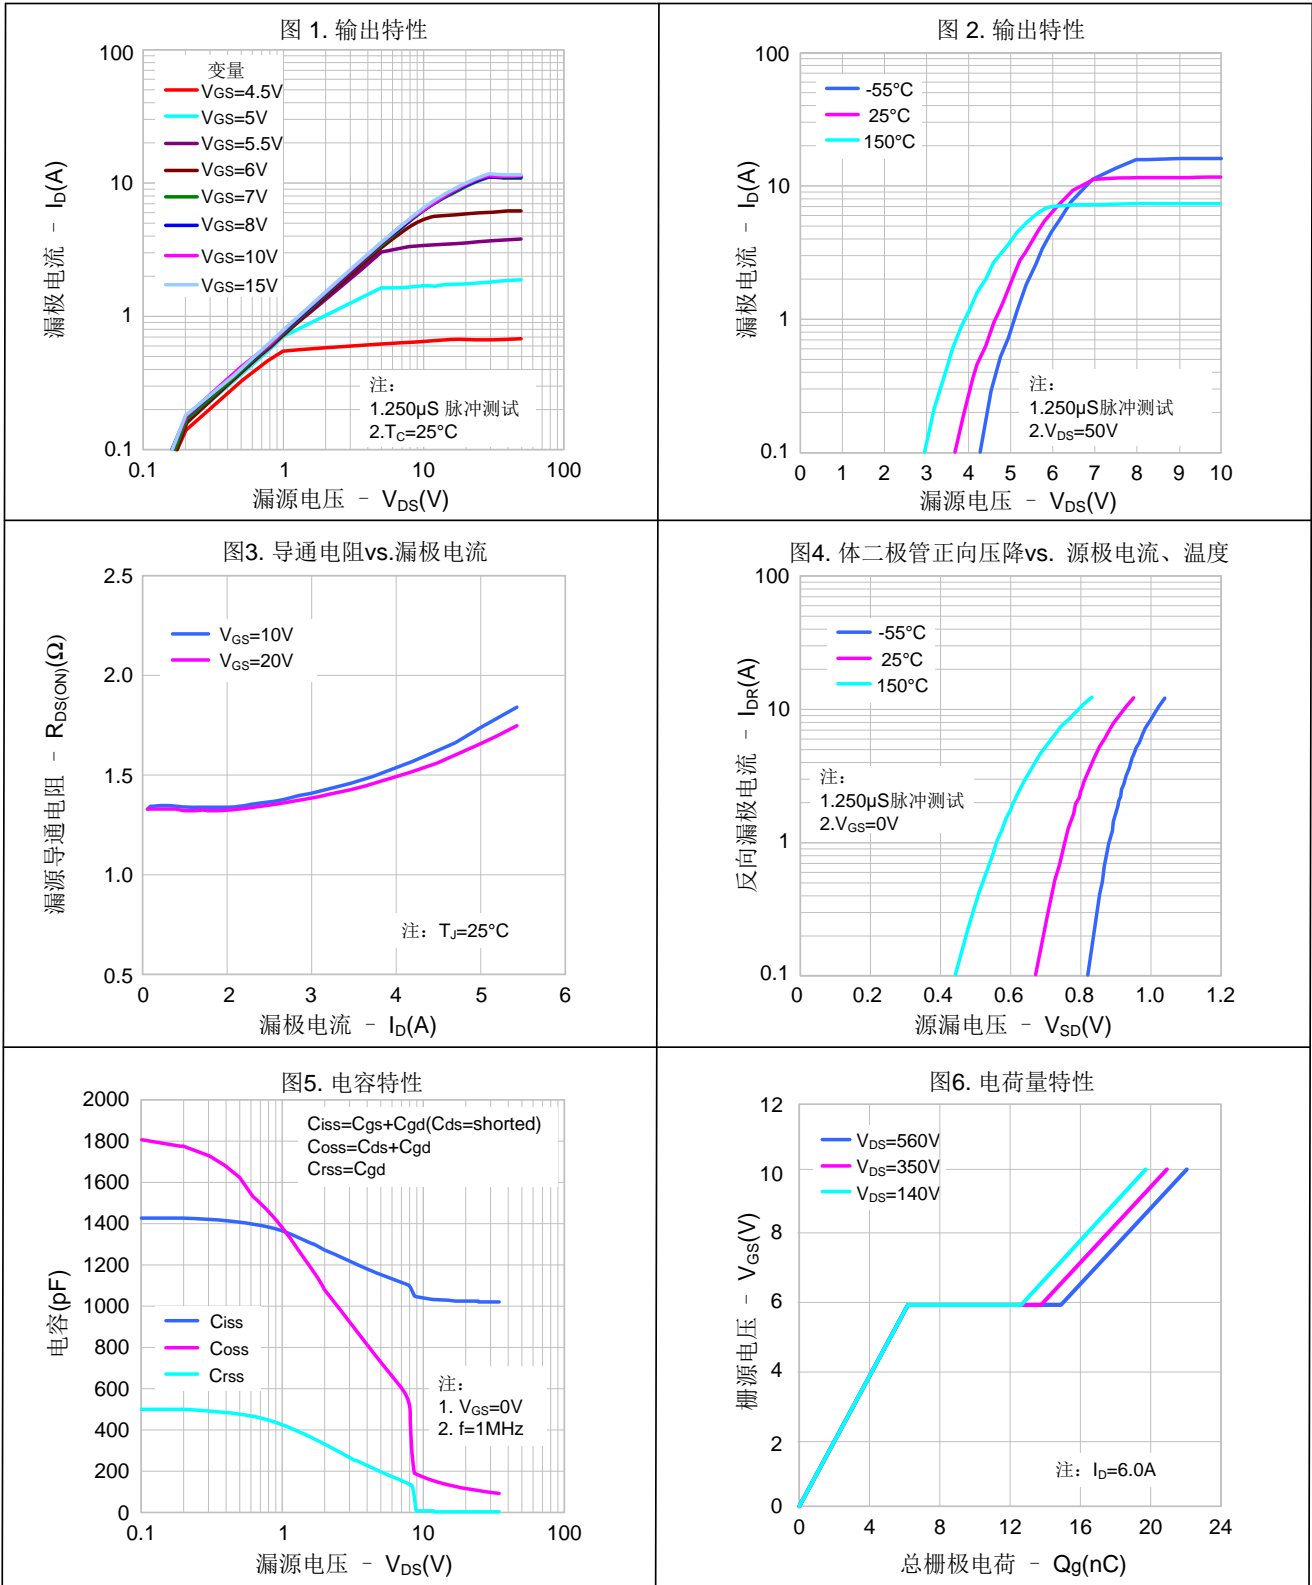 图 1. 输出特性
漏极电流 - ID(A)
100
10
1
0.1
变量
VGS=4.5V
VGS=5V
VGS=5.5V
VGS=6V
VGS=7V
VGS=8V
VGS=10V
VGS=15V
注：
1.250µS 脉冲测试
2.TC=25°C
0.1 1 10 100
漏源电压 - VDS(V)
图 2. 输出特性
漏极电流 - ID(A)
100
10
1
0.1
-55°C
25°C
150°C
注：
1.250µS脉冲测试
2.VDS=50V
0 1 2 3 4 5 6 7 8 9 10
漏源电压 - VDS(V)
图3. 导通电阻vs.漏极电流
漏源导通电阻 - RDS(ON)(Ω)
2.5
2.0
1.5
1.0
0.5
VGS=10V
VGS=20V
注：TJ=25°C
0 2 3 4 5 6
漏极电流 - ID(A)
图4. 体二极管正向压降vs. 源极电流、温度
反向漏极电流 - IDR(A)
100
10
1
0.1
-55°C
25°C
150°C
注：
1.250µS脉冲测试
2.VGS=0V
0 0.2 0.4 0.6 0.8 1.0 1.2
源漏电压 - VSD(V)
图5. 电容特性
电容(pF)
2000
1800
1600
1400
1200
1000
800
600
400
200
0
Ciss=Cgs+Cgd(Cds=shorted)
Coss=Cds+Cgd
Crss=Cgd
Ciss
Coss
Crss
注：
1. VGS=0V
2. f=1MHz
0.1 1 10 100
漏源电压 - VDS(V)
图6. 电荷量特性
栅源电压 - VGS(V)
12
10
8
6
4
2
0
VDS=560V
VDS=350V
VDS=140V
注：ID=6.0A
0 4 8 12 16 20 24
总栅极电荷 - Qg(nC)